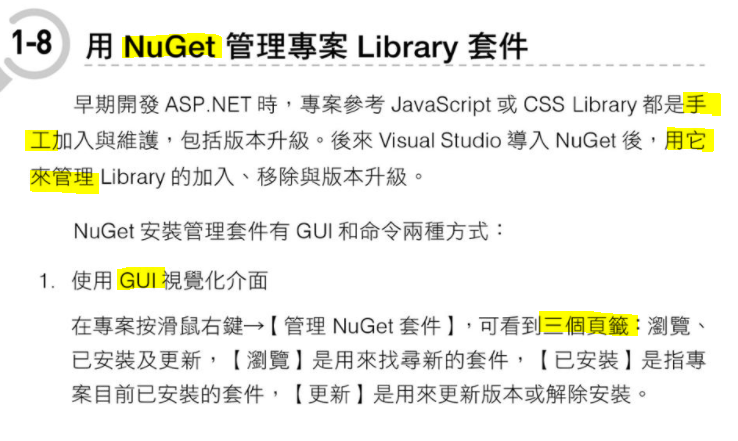 1-8 用 NuGet 管理專案 Library 套件
早期開發 ASP.NET 時，專案參考 JavaScript 或 CSS Library 都是手
工加入與維護，包括版本升級。後來 Visual Studio 導入 NuGet 後，用它
來管理 Library 的加入、移除與版本升級。
NuGet 安裝管理套件有 GUI 和命令兩種方式：
1. 使用 GUI 視覺化介面
在專案按滑鼠右鍵→【管理 NuGet 套件】，可看到三個頁籤：瀏覽、
已安裝及更新，【瀏覽】是用來找尋新的套件，【已安裝】是指專
案目前已安裝的套件，【更新】是用來更新版本或解除安裝。